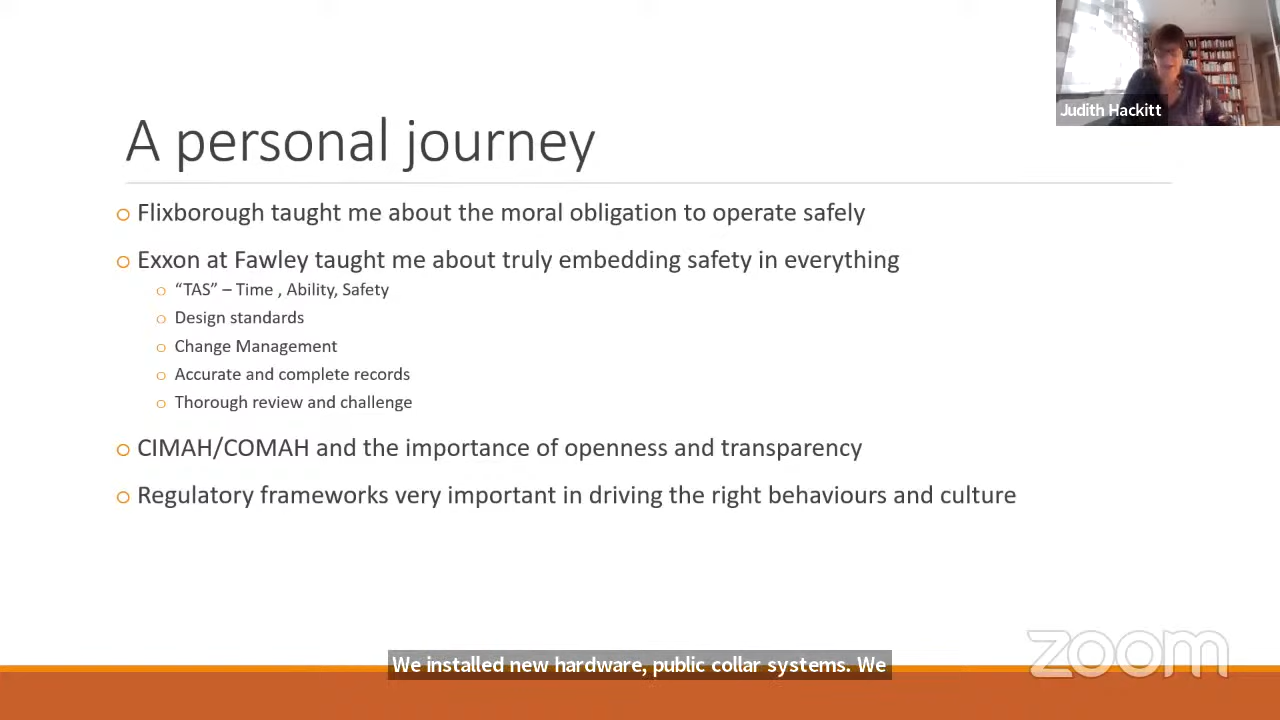 Judith Hackitt
A personal journey
o Flixborough taught me about the moral obligation to operate safely
o Exxon at Fawley taught me about truly embedding safety in everything
o “TAS” – Time , Ability, Safety
o Design standards
o Change Management
o Accurate and complete records
o Thorough review and challenge
o CIMAH/COMAH and the importance of openness and transparency
o Regulatory frameworks very important in driving the right behaviours and culture
zoom
We installed new hardware, public collar systems. We